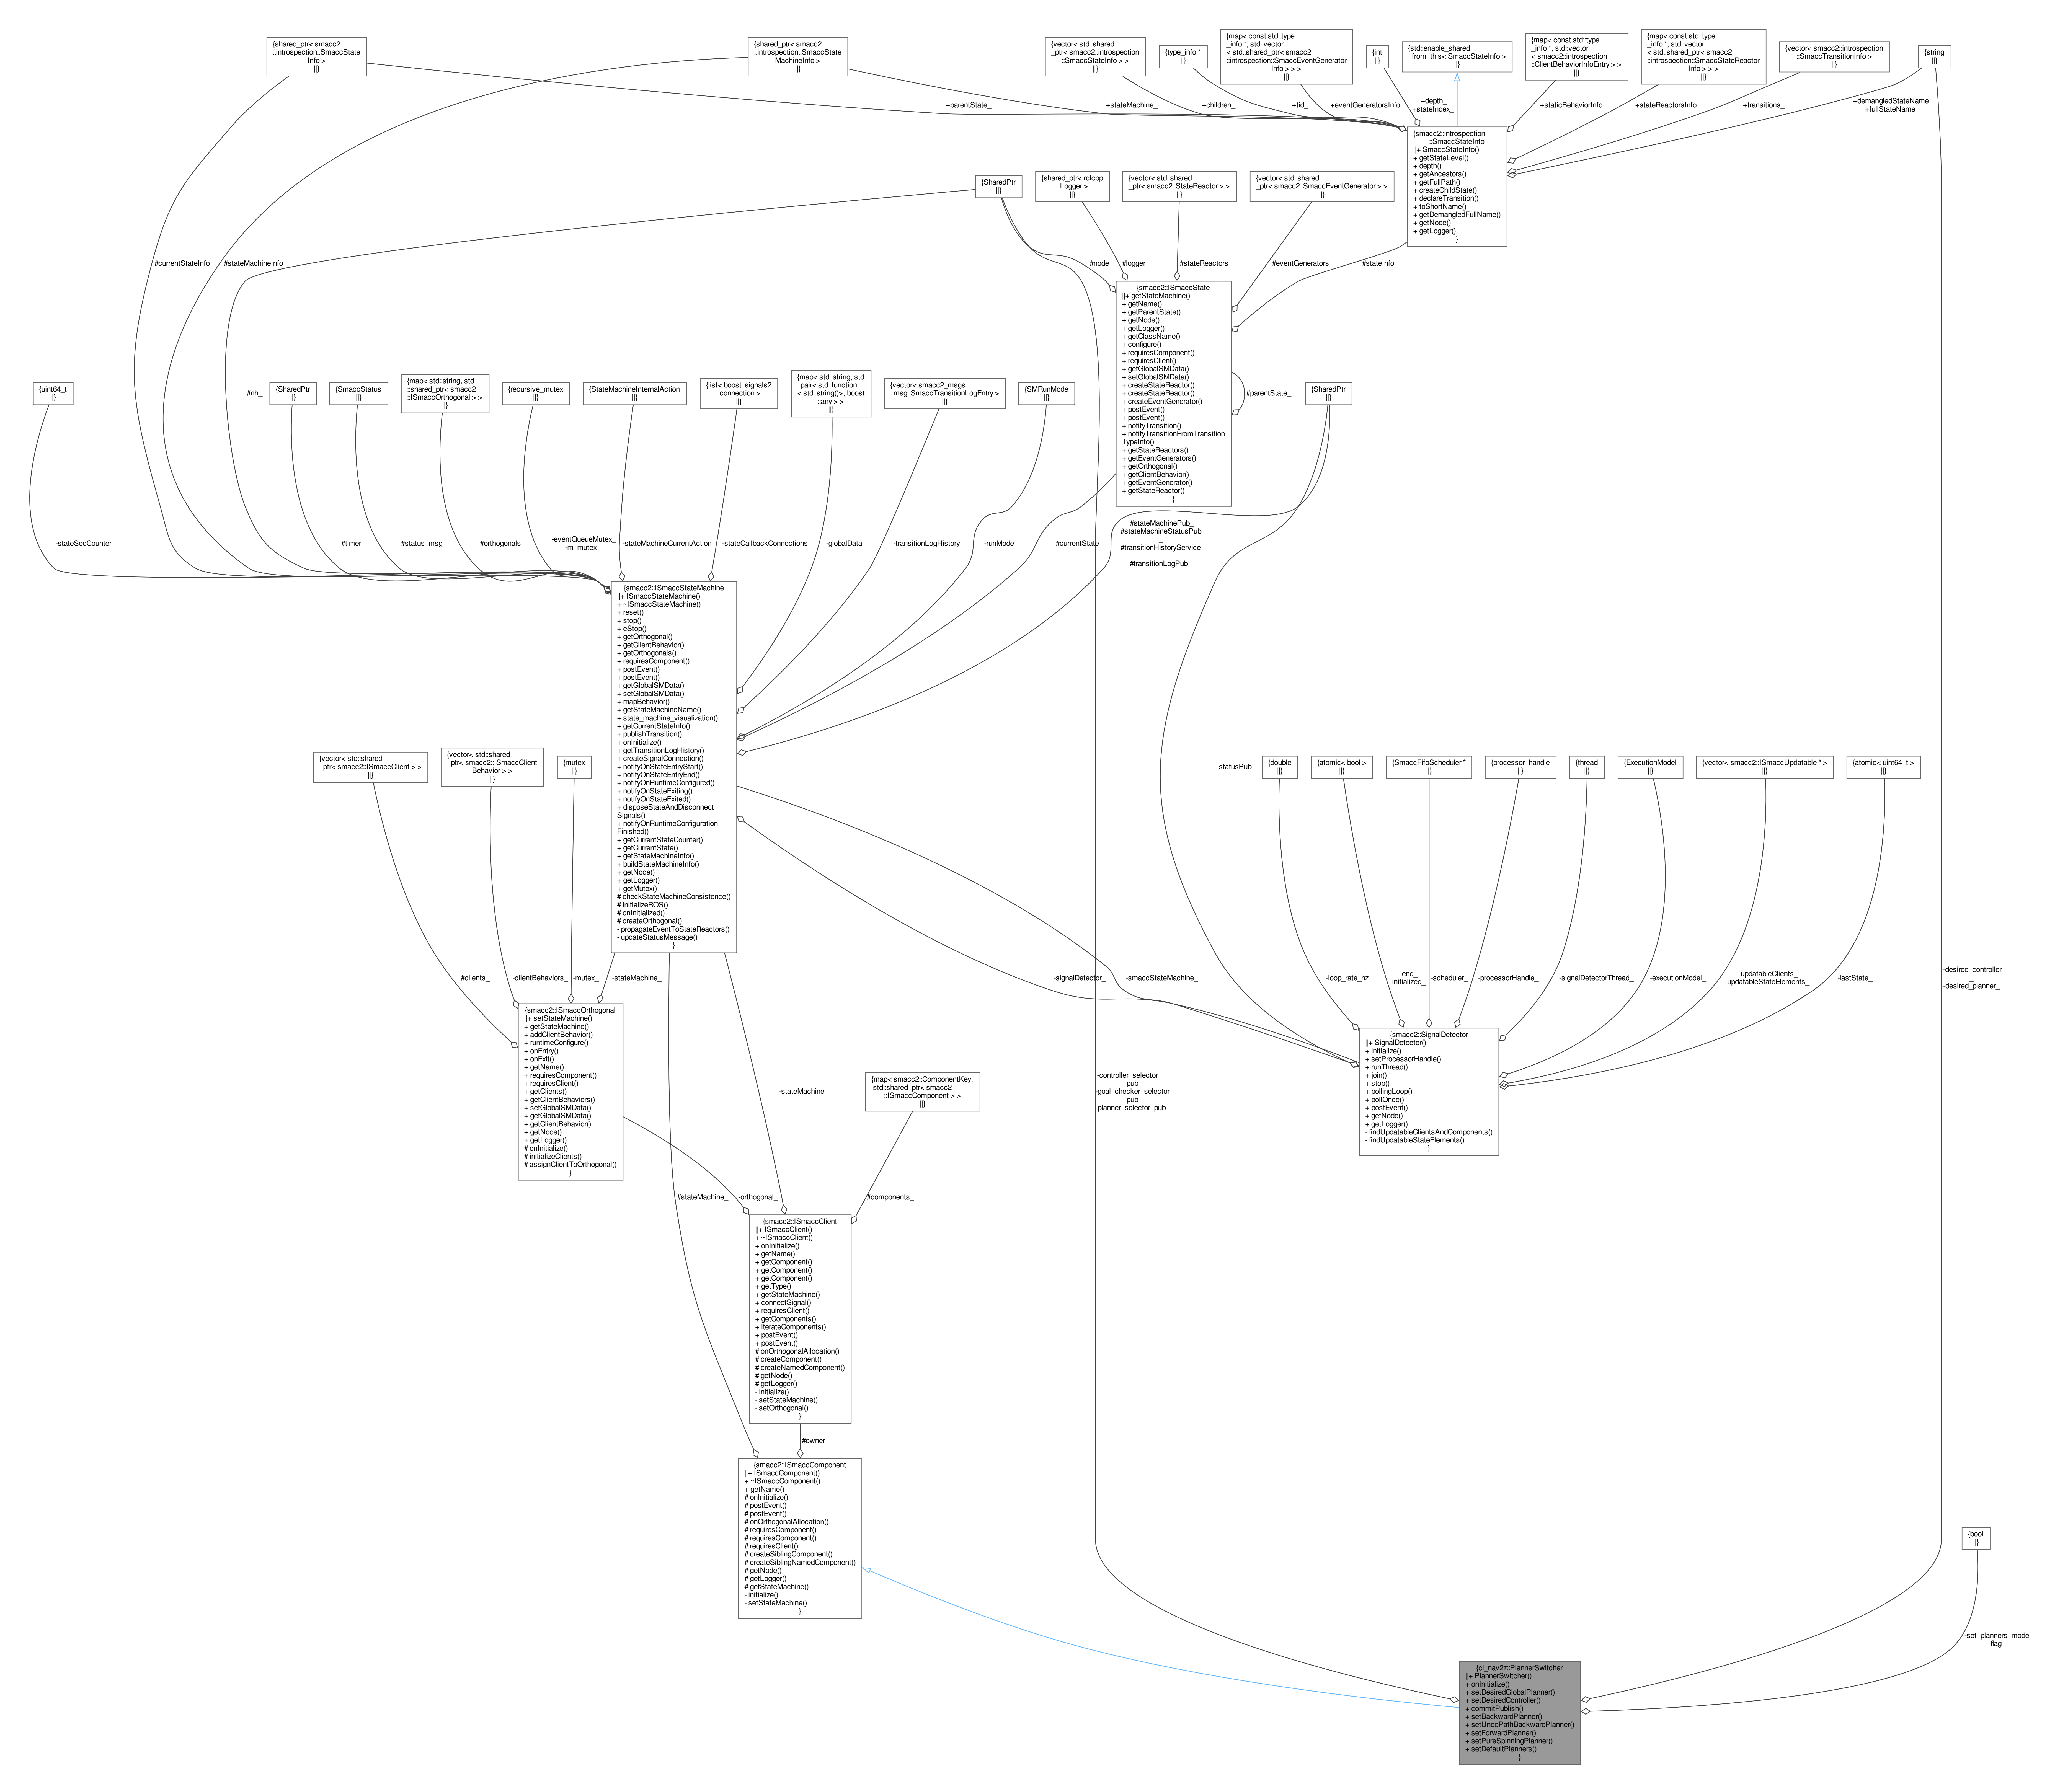 {shared_ptr< smacc2
::introspection::SmaccState
Info >
||}
{shared_ptr< smacc2
::introspection::SmaccState
MachineInfo >
||}
{vector< std::shared
_ptr< smacc2::introspection
::SmaccStateInfo > >
||}
{type_info *
||}
{map< const std::type
_info *, std::vector
< std::shared_ptr< smacc2
::introspection::SmaccEventGenerator
Info > > >
||}
{int
||}
{std::enable_shared
_from_this< SmaccStateInfo >
||}
{map< const std::type
_info *, std::vector
< smacc2::introspection
::ClientBehaviorInfoEntry > >
||}
{map< const std::type
_info *, std::vector
< std::shared_ptr< smacc2
::introspection::SmaccStateReactor
Info > > >
||}
{vector< smacc2::introspection
::SmaccTransitionInfo >
||}
{string
||}
+parentState_
+stateMachine_
+children_
+tid_
+eventGeneratorsInfo
+depth_
+stateIndex_
+staticBehaviorInfo
+stateReactorsInfo
+transitions_
+demangledStateName
+fullStateName
{smacc2::introspection
::SmaccStateInfo
||+ SmaccStateInfo()
+ getStateLevel()
+ depth()
+ getAncestors()
+ getFullPath()
+ createChildState()
+ declareTransition()
+ toShortName()
+ getDemangledFullName()
+ getNode()
+ getLogger()
}
{SharedPtr
||}
{shared_ptr< rclcpp
::Logger >
||}
{vector< std::shared
_ptr< smacc2::StateReactor > >
||}
{vector< std::shared
_ptr< smacc2::SmaccEventGenerator > >
||}
#currentStateInfo_
#stateMachineInfo_
#node_
#logger_
#stateReactors_
#eventGenerators_
#stateInfo_
{smacc2::ISmaccState
||+ getStateMachine()
+ getName()
+ getParentState()
+ getNode()
+ getLogger()
+ getClassName()
+ configure()
+ requiresComponent()
+ requiresClient()
+ getGlobalSMData()
+ setGlobalSMData()
+ createStateReactor()
+ createStateReactor()
+ createEventGenerator()
+ postEvent()
+ postEvent()
+ notifyTransition()
+ notifyTransitionFromTransition
TypeInfo()
+ getStateReactors()
+ getEventGenerators()
+ getOrthogonal()
+ getClientBehavior()
+ getEventGenerator()
+ getStateReactor()
}
#parentState_
{uint64_t
||}
#nh_
{SharedPtr
||}
{SmaccStatus
||}
{map< std::string, std
::shared_ptr< smacc2
::ISmaccOrthogonal > >
||}
{recursive_mutex
||}
{StateMachineInternalAction
||}
{list< boost::signals2
::connection >
||}
{map< std::string, std
::pair< std::function
< std::string()>, boost
::any > >
||}
{vector< smacc2_msgs
::msg::SmaccTransitionLogEntry >
||}
{SMRunMode
||}
{SharedPtr
||}
-stateSeqCounter_
#timer_
#status_msg_
#orthogonals_
-eventQueueMutex_
-m_mutex_
-stateMachineCurrentAction
-stateCallbackConnections
-globalData_
-transitionLogHistory_
-runMode_
#currentState_
#stateMachinePub_
#stateMachineStatusPub
_
#transitionHistoryService
_
#transitionLogPub_
{smacc2::ISmaccStateMachine
||+ ISmaccStateMachine()
+ ~ISmaccStateMachine()
+ reset()
+ stop()
+ eStop()
+ getOrthogonal()
+ getClientBehavior()
+ getOrthogonals()
+ requiresComponent()
+ postEvent()
+ postEvent()
+ getGlobalSMData()
+ setGlobalSMData()
+ mapBehavior()
+ getStateMachineName()
+ state_machine_visualization()
+ getCurrentStateInfo()
+ publishTransition()
+ onInitialize()
+ getTransitionLogHistory()
+ createSignalConnection()
+ notifyOnStateEntryStart()
+ notifyOnStateEntryEnd()
+ notifyOnRuntimeConfigured()
+ notifyOnStateExiting()
+ notifyOnStateExited()
+ disposeStateAndDisconnect
Signals()
+ notifyOnRuntimeConfiguration
Finished()
+ getCurrentStateCounter()
+ getCurrentState()
+ getStateMachineInfo()
+ buildStateMachineInfo()
+ getNode()
+ getLogger()
+ getMutex()
# checkStateMachineConsistence()
# initializeROS()
# onInitialized()
# createOrthogonal()
- propagateEventToStateReactors()
- updateStatusMessage()
}
{vector< std::shared
_ptr< smacc2::ISmaccClient > >
||}
{vector< std::shared
_ptr< smacc2::ISmaccClient
Behavior > >
||}
{mutex
||}
-statusPub_
{double
||}
{atomic< bool >
||}
{SmaccFifoScheduler *
||}
{processor_handle
||}
{thread
||}
{ExecutionModel
||}
{vector< smacc2::ISmaccUpdatable * >
||}
{atomic< uint64_t >
||}
#clients_
-clientBehaviors_
-mutex_
-stateMachine_
-signalDetector_
-smaccStateMachine_
-loop_rate_hz
-end_
-initialized_
-scheduler_
-processorHandle_
-signalDetectorThread_
-executionModel_
-updatableClients_
-updatableStateElements_
-lastState_
-desired_controller
_
-desired_planner_
{smacc2::ISmaccOrthogonal
||+ setStateMachine()
+ getStateMachine()
+ addClientBehavior()
+ runtimeConfigure()
+ onEntry()
+ onExit()
+ getName()
+ requiresComponent()
+ requiresClient()
+ getClients()
+ getClientBehaviors()
+ setGlobalSMData()
+ getGlobalSMData()
+ getClientBehavior()
+ getNode()
+ getLogger()
# onInitialize()
# initializeClients()
# assignClientToOrthogonal()
}
{smacc2::SignalDetector
||+ SignalDetector()
+ initialize()
+ setProcessorHandle()
+ runThread()
+ join()
+ stop()
+ pollingLoop()
+ pollOnce()
+ postEvent()
+ getNode()
+ getLogger()
- findUpdatableClientsAndComponents()
- findUpdatableStateElements()
}
-stateMachine_
{map< smacc2::ComponentKey,
std::shared_ptr< smacc2
::ISmaccComponent > >
||}
-controller_selector
_pub_
-goal_checker_selector
_pub_
-planner_selector_pub_
#stateMachine_
-orthogonal_
#components_
{smacc2::ISmaccClient
||+ ISmaccClient()
+ ~ISmaccClient()
+ onInitialize()
+ getName()
+ getComponent()
+ getComponent()
+ getComponent()
+ getType()
+ getStateMachine()
+ connectSignal()
+ requiresClient()
+ getComponents()
+ iterateComponents()
+ postEvent()
+ postEvent()
# onOrthogonalAllocation()
# createComponent()
# createNamedComponent()
# getNode()
# getLogger()
- initialize()
- setStateMachine()
- setOrthogonal()
}
#owner_
{smacc2::ISmaccComponent
||+ ISmaccComponent()
+ ~ISmaccComponent()
+ getName()
# onInitialize()
# postEvent()
# postEvent()
# onOrthogonalAllocation()
# requiresComponent()
# requiresComponent()
# requiresClient()
# createSiblingComponent()
# createSiblingNamedComponent()
# getNode()
# getLogger()
# getStateMachine()
- initialize()
- setStateMachine()
}
{bool
||}
-set_planners_mode
_flag_
{cl_nav2z::PlannerSwitcher
||+ PlannerSwitcher()
+ onInitialize()
+ setDesiredGlobalPlanner()
+ setDesiredController()
+ commitPublish()
+ setBackwardPlanner()
+ setUndoPathBackwardPlanner()
+ setForwardPlanner()
+ setPureSpinningPlanner()
+ setDefaultPlanners()
}